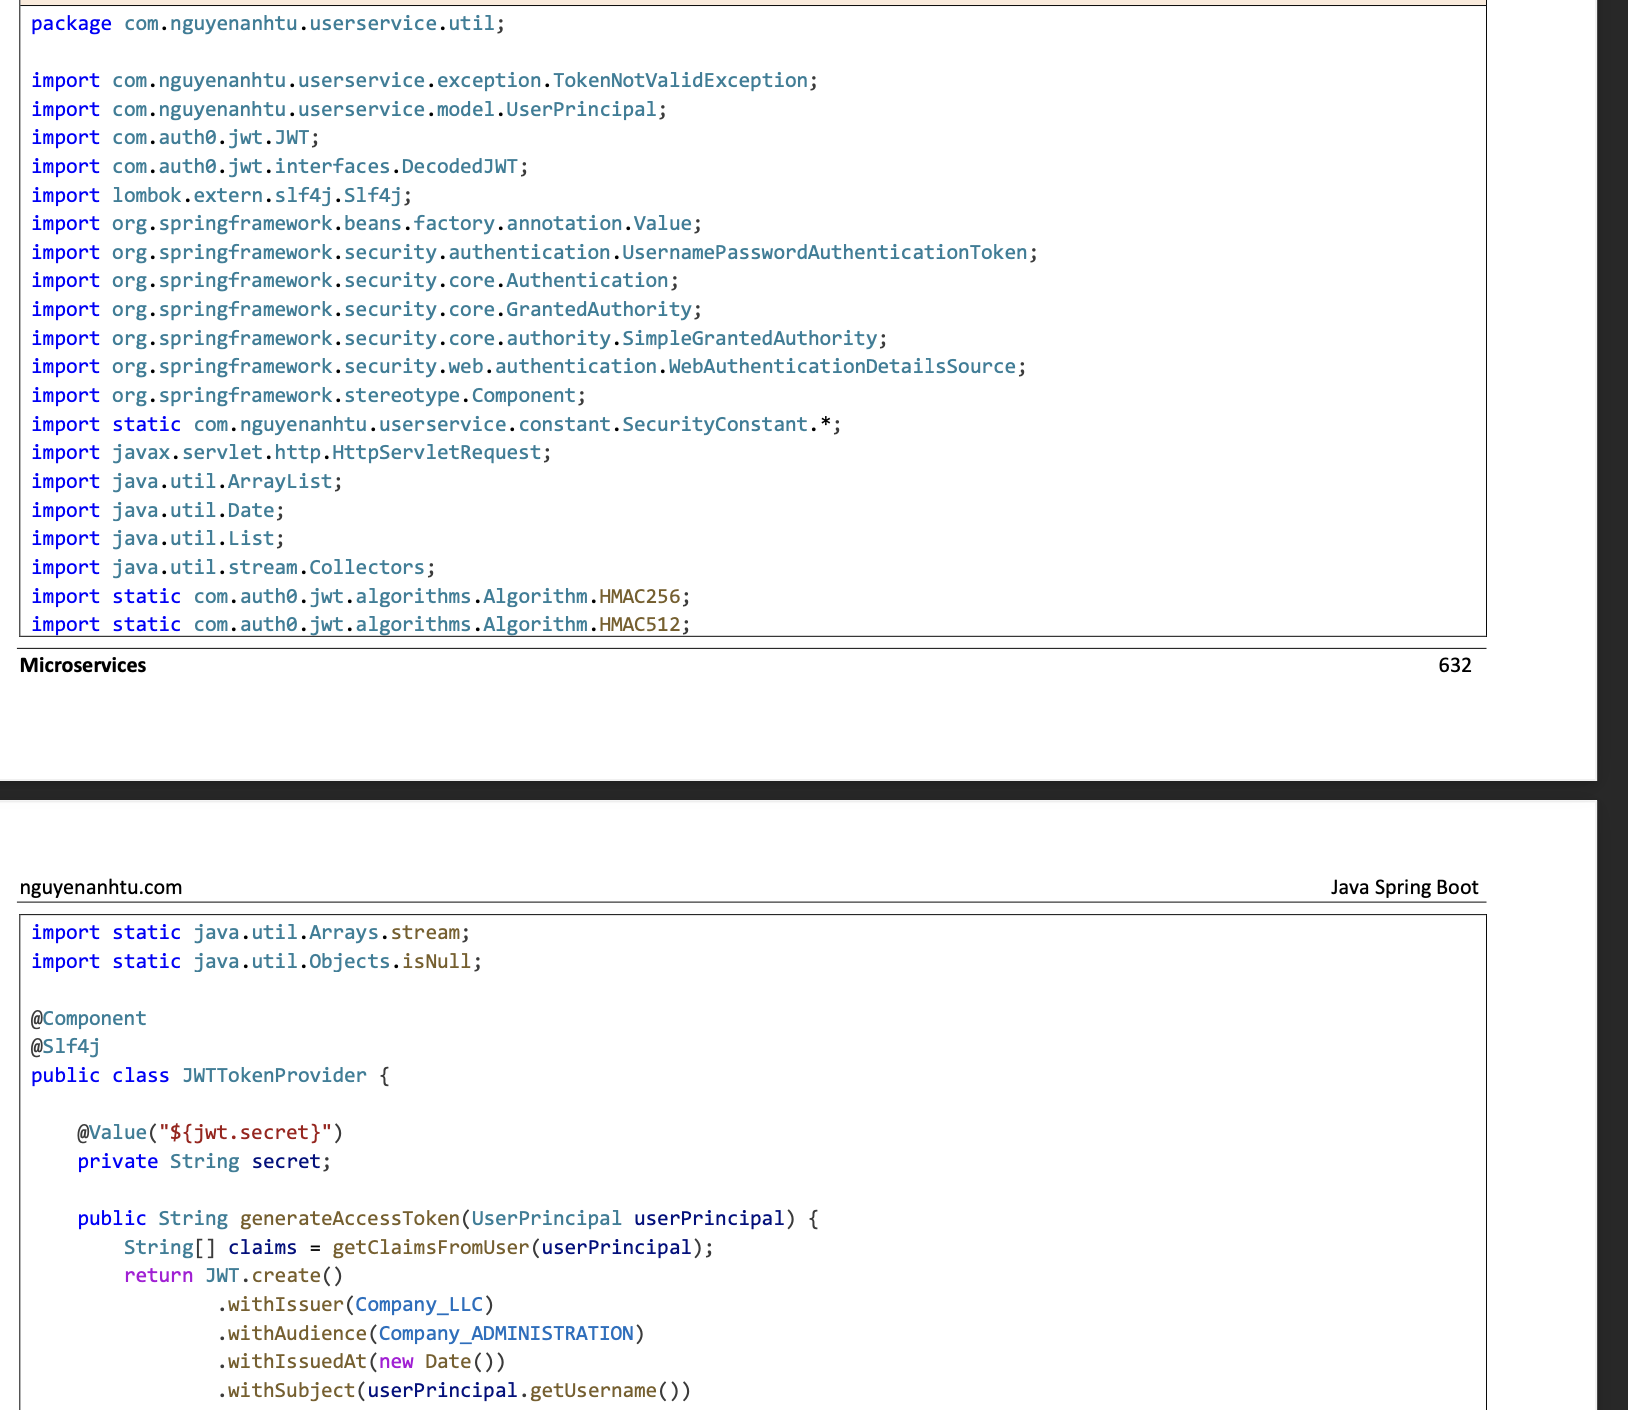 package com.nguyenanhtu.userservice.util;
import com.nguyenanhtu.userservice.exception.TokenNotValidException;
import com.nguyenanhtu.userservice.model.UserPrincipal;
import com.auth0.jwt.JWT;
import com.auth0.jwt.interfaces.DecodedJWT;
import lombok.extern.slf4j.Slf4j;
import org.springframework.beans.factory.annotation.Value;
import org.springframework.security.authentication.UsernamePasswordAuthenticationToken;
import org.springframework.security.core.Authentication;
import org.springframework.security.core.GrantedAuthority;
import org.springframework.security.core.authority.SimpleGrantedAuthority;
import org.springframework.security.web.authentication.WebAuthenticationDetailsSource;
import org.springframework.stereotype.Component;
import static com.nguyenanhtu.userservice.constant.SecurityConstant.*;
import javax.servlet.http.HttpServletRequest;
import java.util.ArrayList;
import java.util.Date;
import java.util.List;
import java.util.stream.Collectors;
import static com.auth0.jwt.algorithms.Algorithm.HMAC256;
import static com.auth0.jwt.algorithms.Algorithm.HMAC512;
Microservices 632
nguyenanhtu.com Java Spring Boot
import static java.util.Arrays.stream;
import static java.util.Objects.isNull;
@Component
@Slf4j
public class JWTTokenProvider {
@Value("${jwt.secret}")
private String secret;
public String generateAccessToken(UserPrincipal userPrincipal) {
String[] claims = getClaimsFromUser(userPrincipal);
return JWT.create()
.withIssuer(Company_LLC)
.withAudience(Company_ADMINISTRATION)
.withIssuedAt(new Date())
.withSubject(userPrincipal.getUsername())